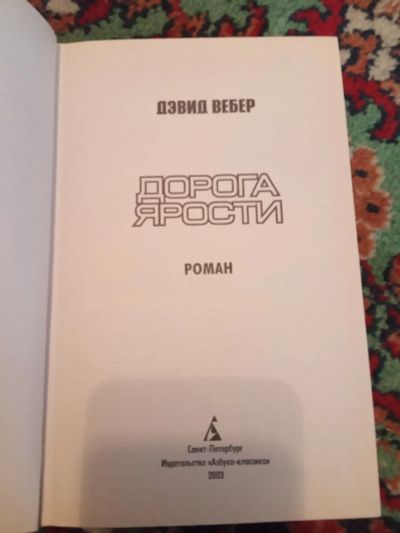 ДЭВИД ВЕБЕР
ДОРОГА
ЯРОСТИ
РОМАН
Санкт-Петербург
Издательство «Азбука-классика»
2003